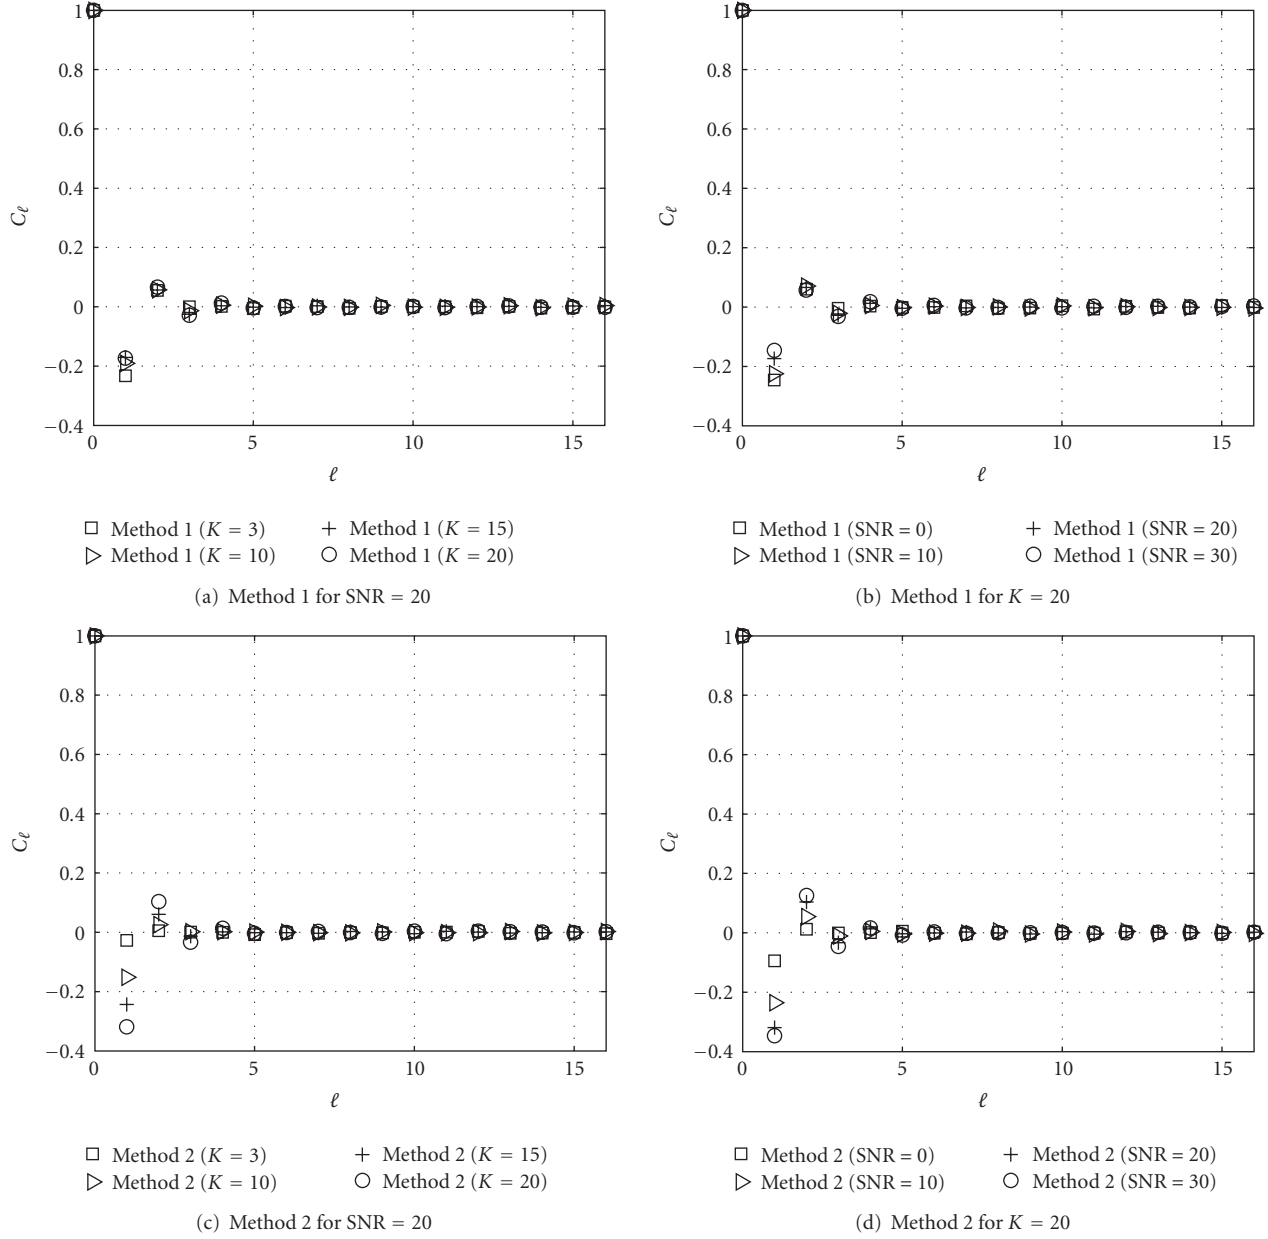 1
0.8
0.6
0.4
0.2
0
−0.2
−0.4
C_ℓ
0 5 10 15
ℓ
□ Method 1 (K = 3)
▷ Method 1 (K = 10)
+ Method 1 (K = 15)
○ Method 1 (K = 20)
(a) Method 1 for SNR = 20
1
0.8
0.6
0.4
0.2
0
−0.2
−0.4
C_ℓ
0 5 10 15
ℓ
□ Method 1 (SNR = 0)
▷ Method 1 (SNR = 10)
+ Method 1 (SNR = 20)
○ Method 1 (SNR = 30)
(b) Method 1 for K = 20
1
0.8
0.6
0.4
0.2
0
−0.2
−0.4
C_ℓ
0 5 10 15
ℓ
□ Method 2 (K = 3)
▷ Method 2 (K = 10)
+ Method 2 (K = 15)
○ Method 2 (K = 20)
(c) Method 2 for SNR = 20
1
0.8
0.6
0.4
0.2
0
−0.2
−0.4
C_ℓ
0 5 10 15
ℓ
□ Method 2 (SNR = 0)
▷ Method 2 (SNR = 10)
+ Method 2 (SNR = 20)
○ Method 2 (SNR = 30)
(d) Method 2 for K = 20